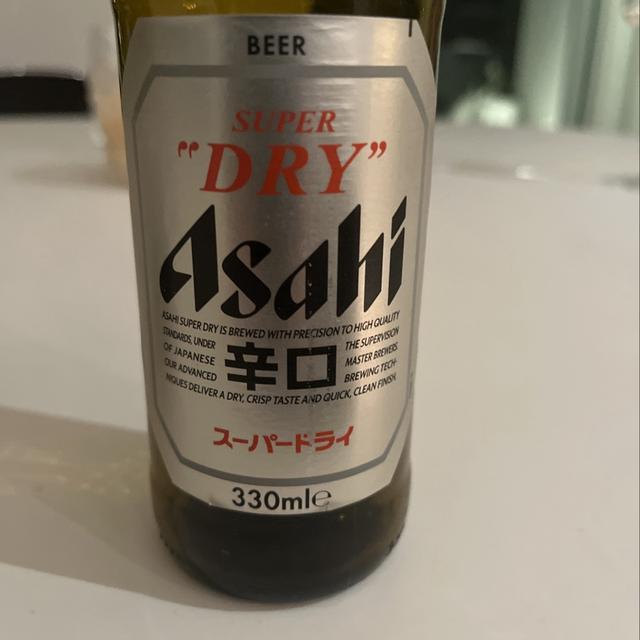 BEER
SUPER
"DRY"
Asahi
ASAHI SUPER DRY IS BREWED WITH PRECISION TO HIGH QUALITY
STANDARDS, UNDER THE SUPERVISION
OF JAPANESE MASTER BREWERS.
OUR ADVANCED BREWING TECH-
NIQUES DELIVER A DRY, CRISP TASTE AND QUICK, CLEAN FINISH.
辛口
スーパードライ
330ml℮